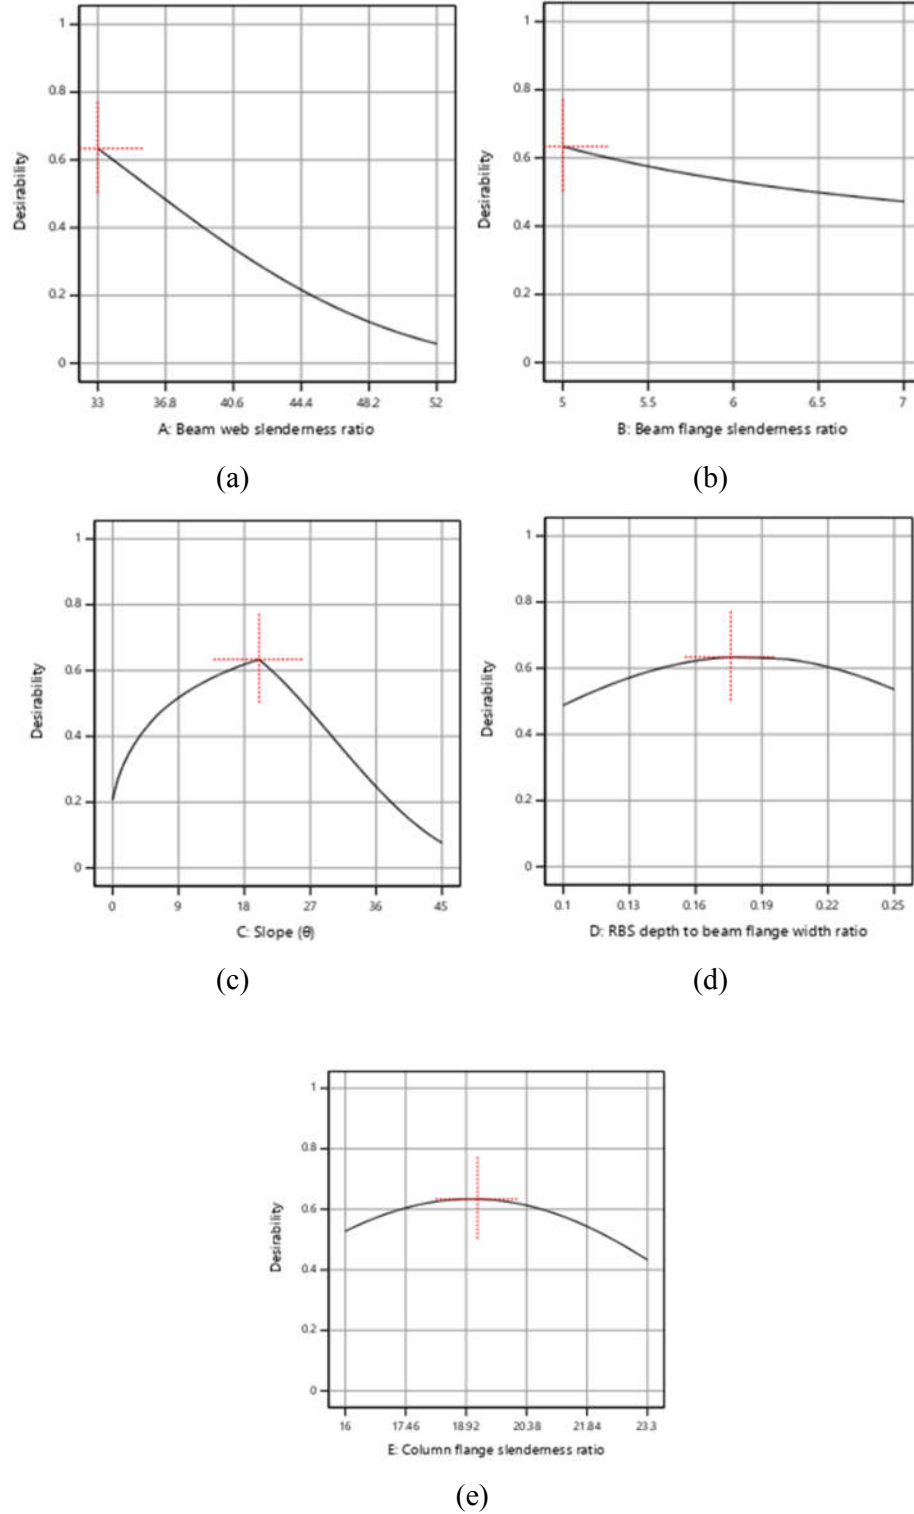 1
0.8
0.6
0.4
0.2
0
Desirability
33 36.8 40.6 44.4 48.2 52
A: Beam web slenderness ratio
(a)
1
0.8
0.6
0.4
0.2
0
Desirability
5 5.5 6 6.5 7
B: Beam flange slenderness ratio
(b)
1
0.8
0.6
0.4
0.2
0
Desirability
0 9 18 27 36 45
C: Slope (θ)
(c)
1
0.8
0.6
0.4
0.2
0
Desirability
0.1 0.13 0.16 0.19 0.22 0.25
D: RBS depth to beam flange width ratio
(d)
1
0.8
0.6
0.4
0.2
0
Desirability
16 17.46 18.92 20.38 21.84 23.3
E: Column flange slenderness ratio
(e)